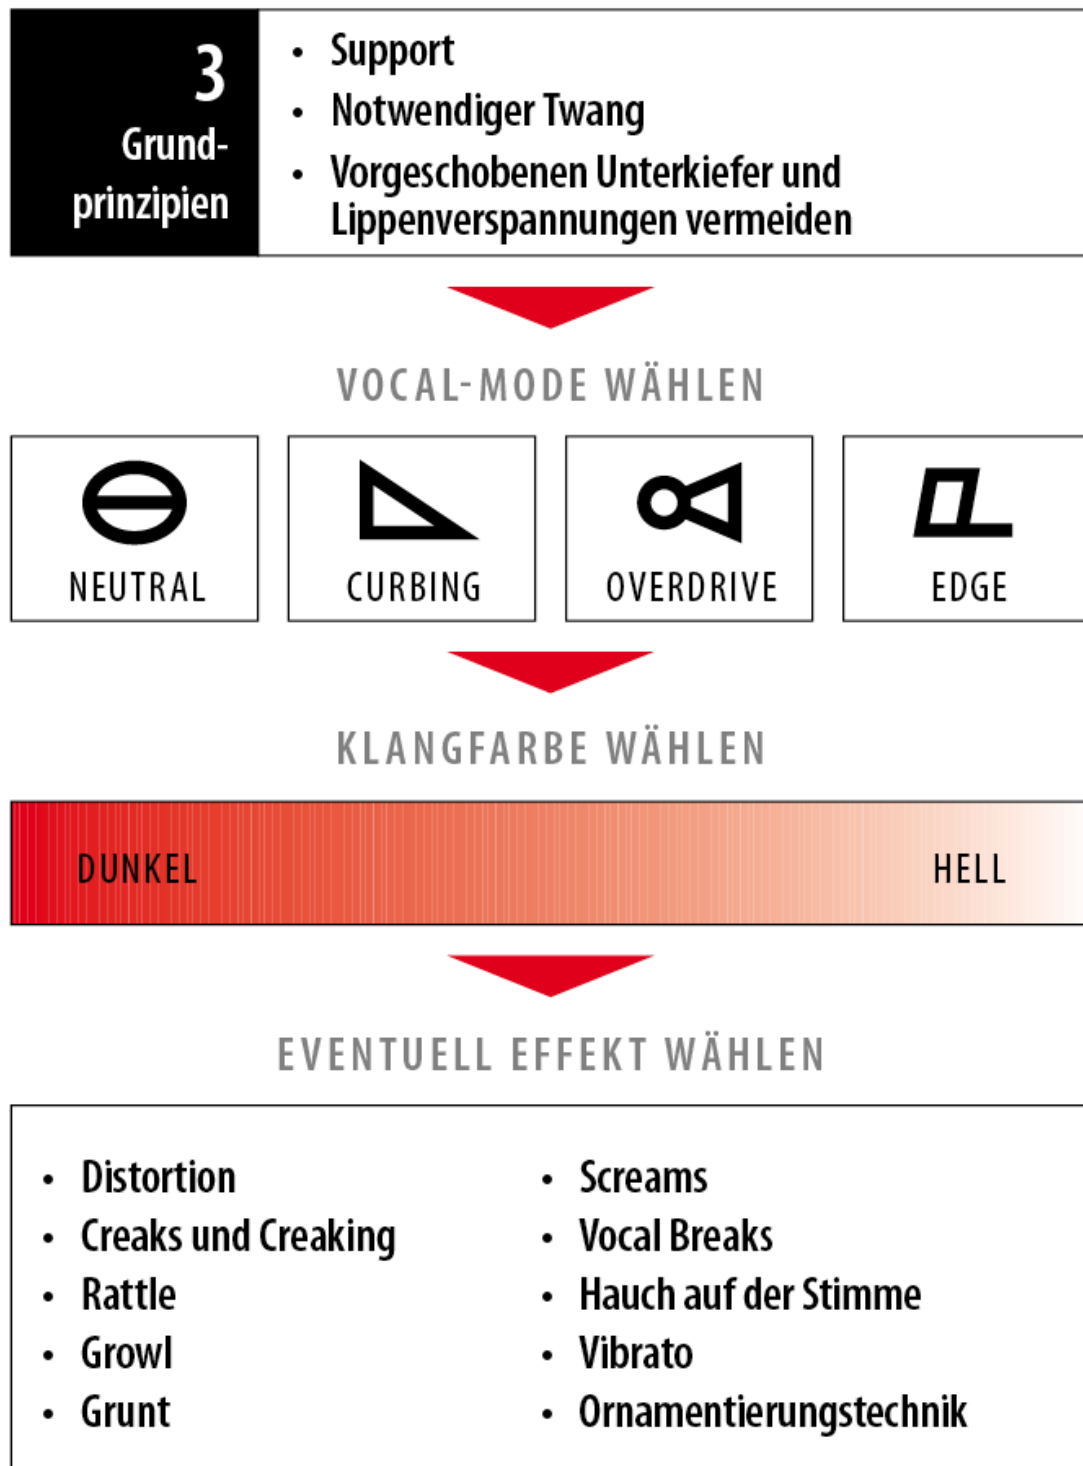 3
Grund-
prinzipien
• Support
• Notwendiger Twang
• Vorgeschobenen Unterkiefer und
Lippenverspannungen vermeiden
VOCAL-MODE WÄHLEN
NEUTRAL
CURBING
OVERDRIVE
EDGE
KLANGFARBE WÄHLEN
DUNKEL
HELL
EVENTUELL EFFEKT WÄHLEN
• Distortion
• Creaks und Creaking
• Rattle
• Growl
• Grunt
• Screams
• Vocal Breaks
• Hauch auf der Stimme
• Vibrato
• Ornamentierungstechnik